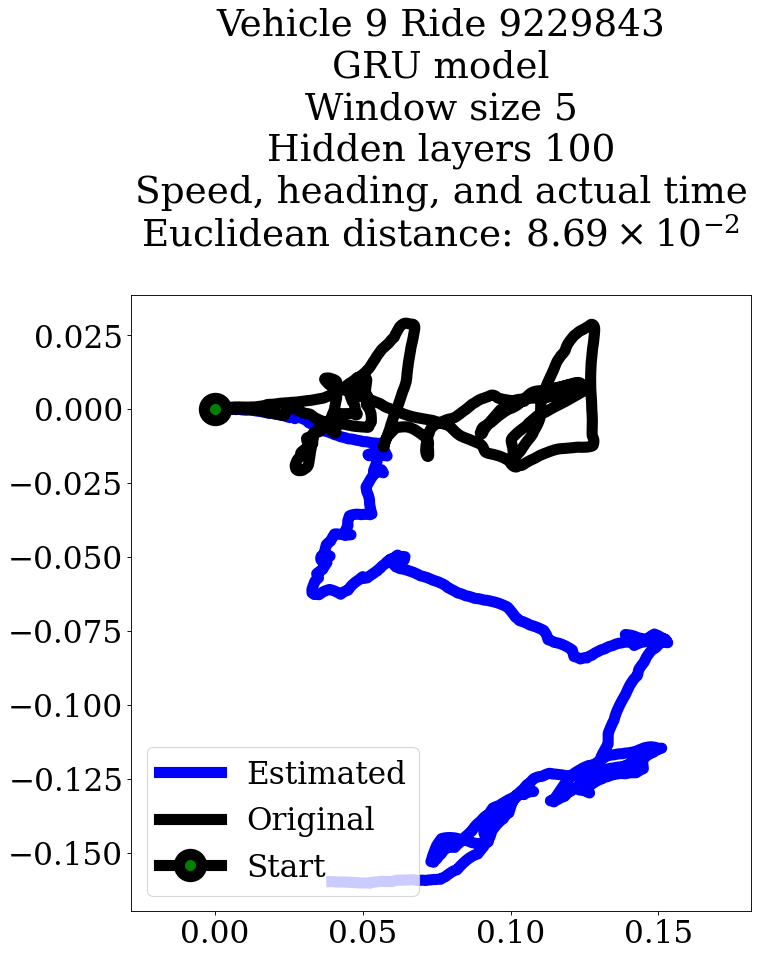 Vehicle 9 Ride 9229843
GRU model
Window size 5
Hidden layers 100
Speed, heading, and actual time
Euclidean distance: 8.69 × 10⁻²
0.025
0.000
−0.025
−0.050
−0.075
−0.100
−0.125
−0.150
Estimated
Original
Start
0.00 0.05 0.10 0.15